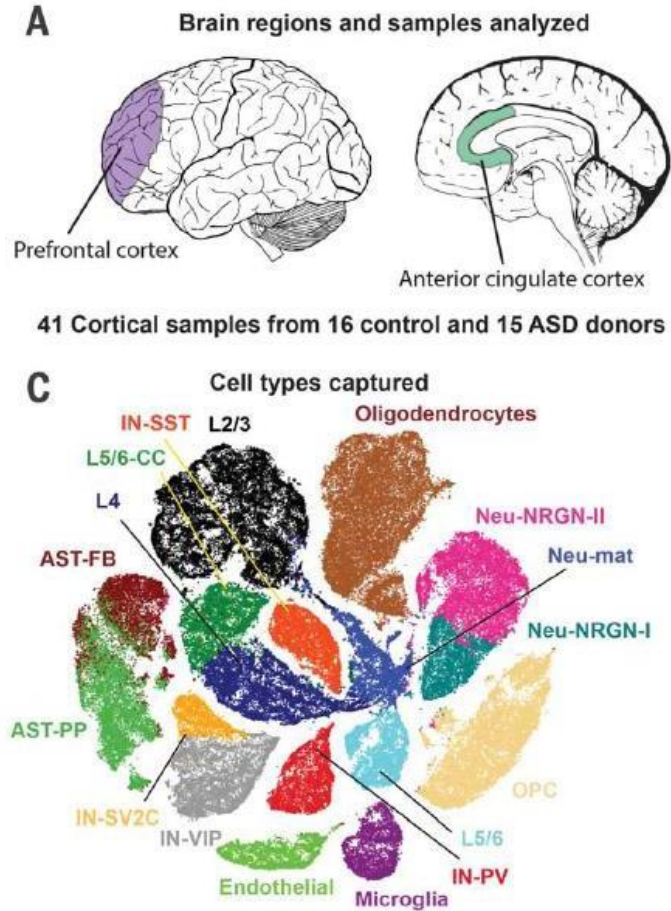 A
Brain regions and samples analyzed
Prefrontal cortex
Anterior cingulate cortex
41 Cortical samples from 16 control and 15 ASD donors
C
Cell types captured
IN-SST
L2/3
Oligodendrocytes
L5/6-CC
L4
Neu-NRGN-II
AST-FB
Neu-mat
Neu-NRGN-I
AST-PP
OPC
IN-SV2C
IN-VIP
L5/6
IN-PV
Endothelial
Microglia